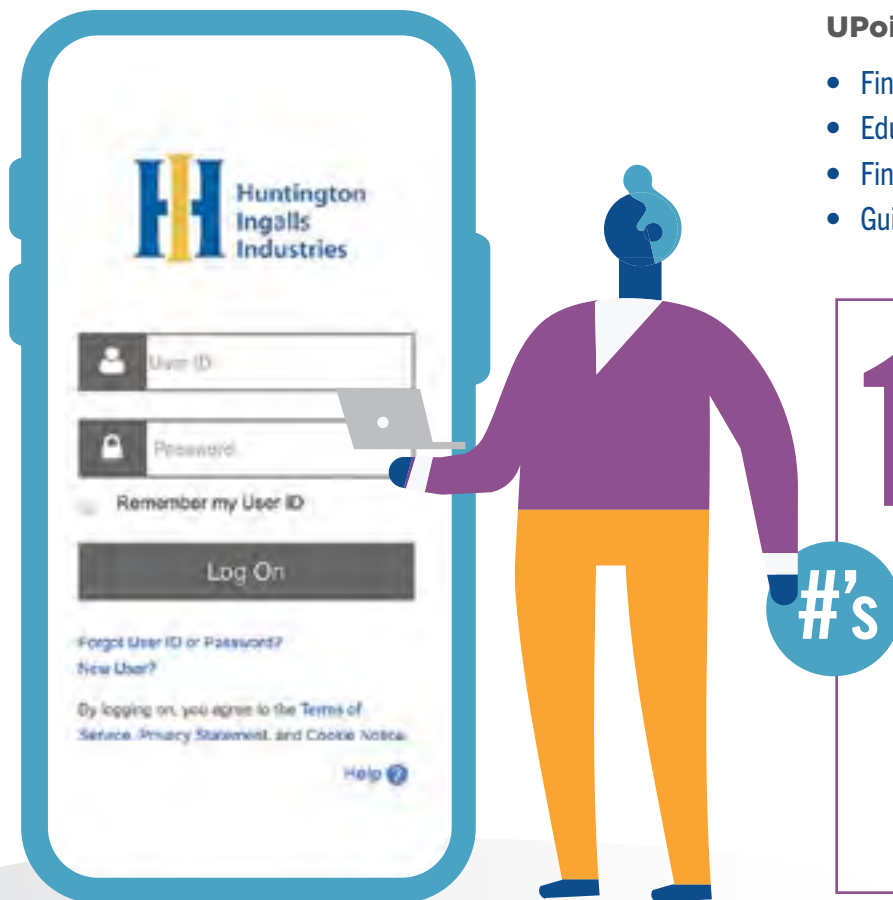 Huntington
Ingalls
Industries
User ID
Password
Remember my User ID
Log On
Forgot User ID or Password?
New User?
By logging on, you agree to the Terms of
Service, Privacy Statement, and Cookie Notice.
Help ?
#'s